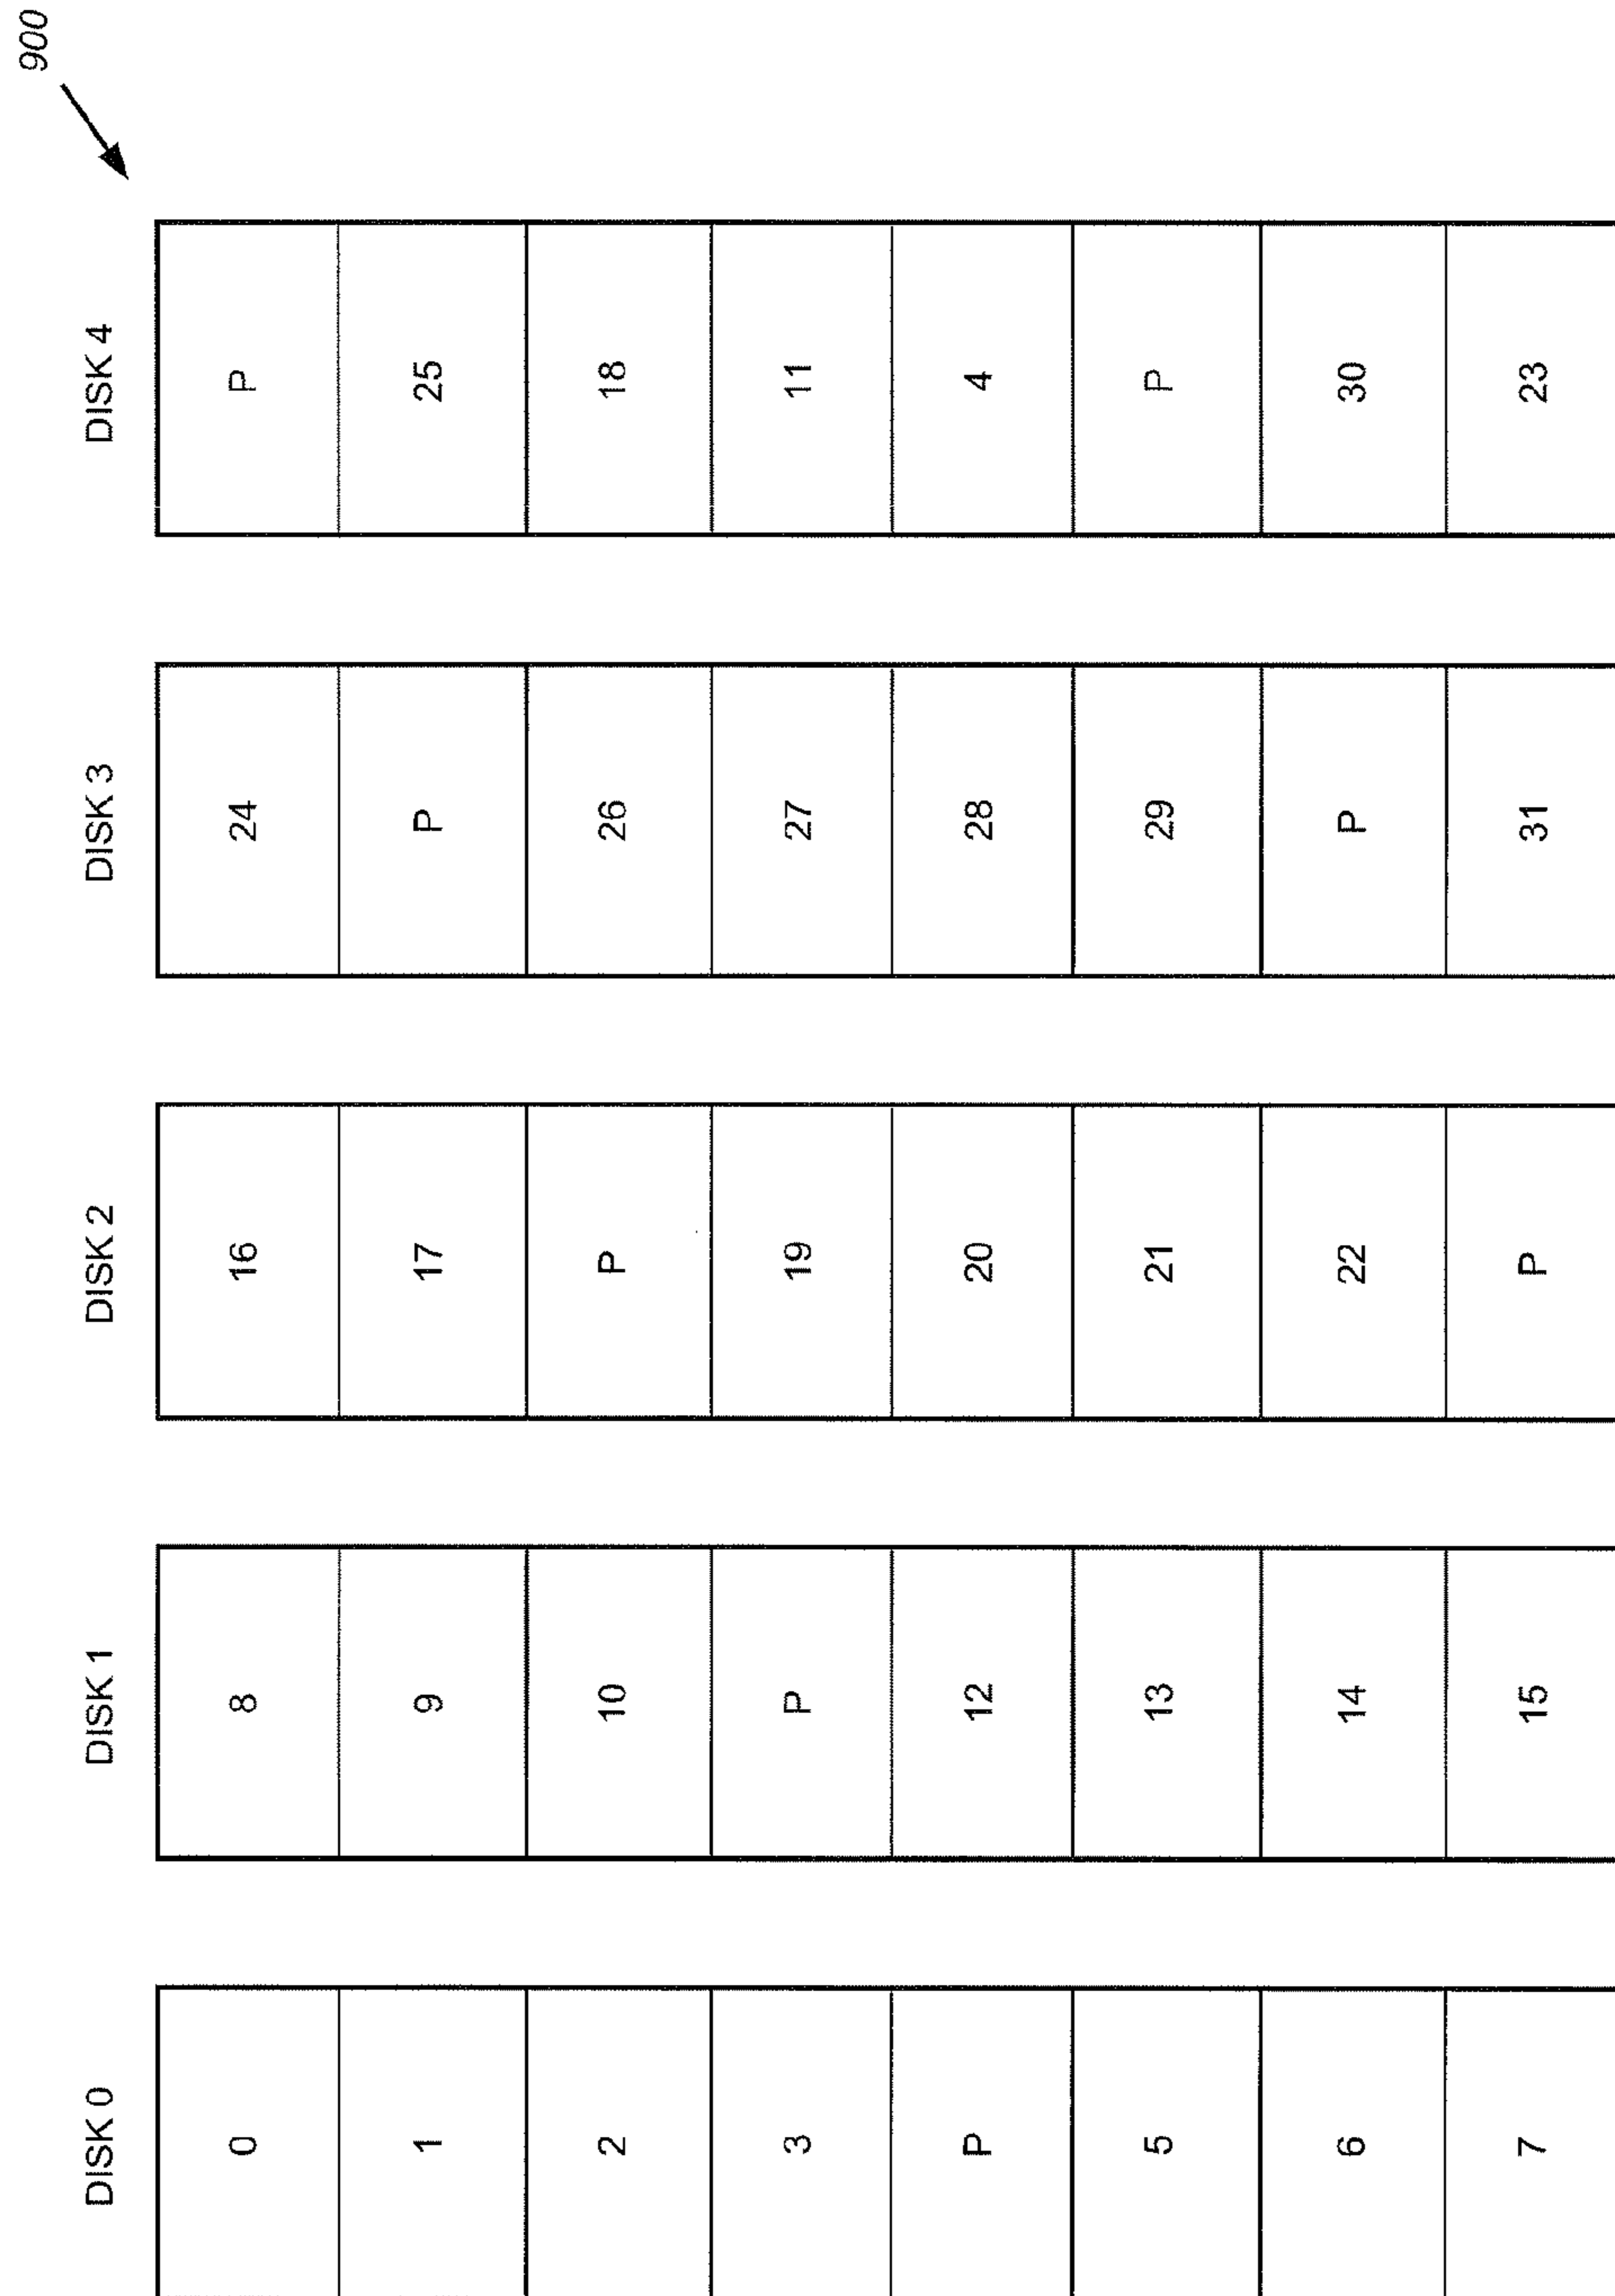 900
DISK 0 DISK 1 DISK 2 DISK 3 DISK 4
0 8 16 24 P
1 9 17 P 25
2 10 P 26 18
3 P 19 27 11
P 12 20 28 4
5 13 21 29 P
6 14 22 P 30
7 15 P 31 23